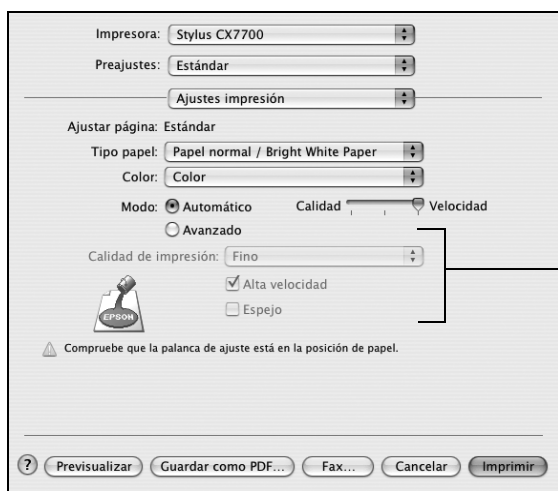 Impresora: Stylus CX7700
Preajustes: Estándar
Ajustes impresión
Ajustar página: Estándar
Tipo papel: Papel normal / Bright White Paper
Color: Color
Modo: Automático Calidad Velocidad
Avanzado
Calidad de impresión: Fino
Alta velocidad
Espejo
EPSON
Compruebe que la palanca de ajuste está en la posición de papel.
? Previsualizar Guardar como PDF... Fax... Cancelar Imprimir